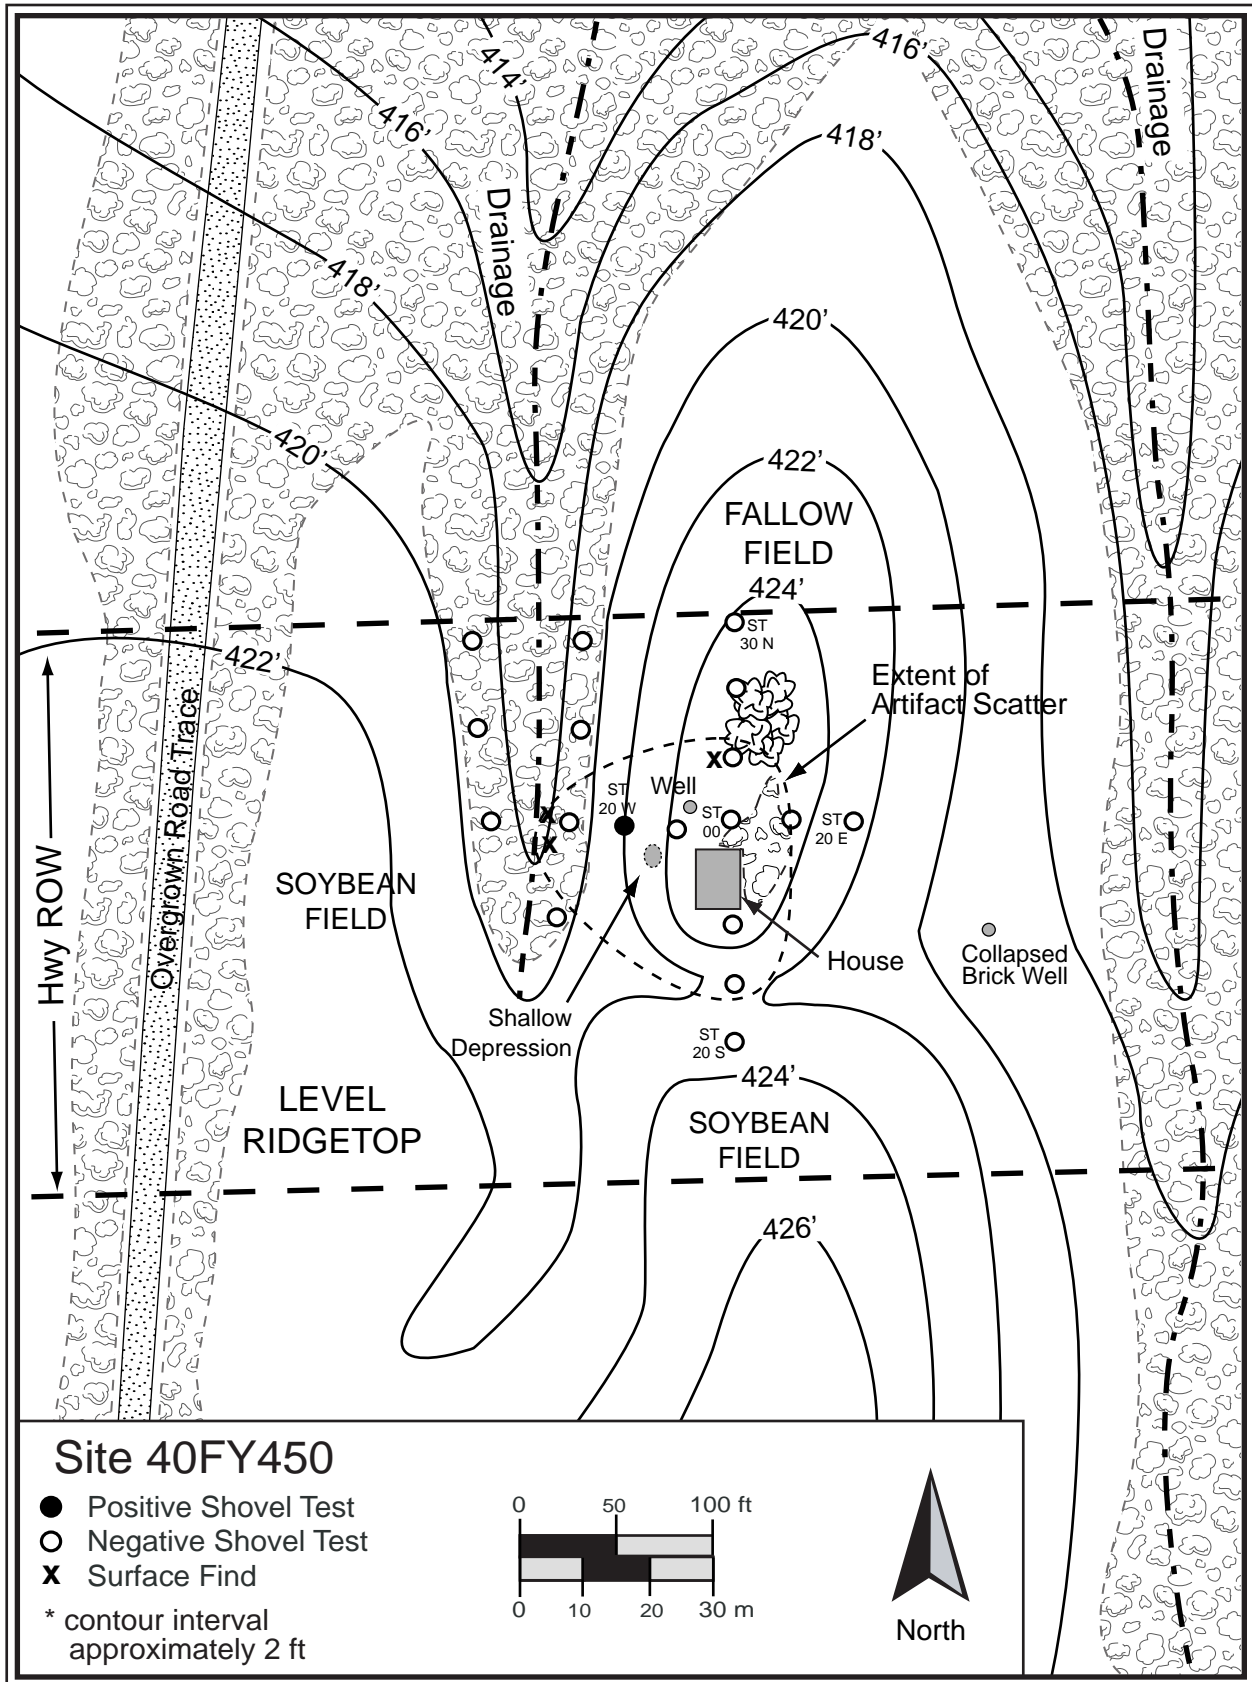 414’
416’
Drainage
416’
418’
Drainage
418’
420’
420’
422’
FALLOW
FIELD
424’
ST
30 N
422’
Extent of
Artifact Scatter
x
Well
ST
20 W
x
ST
00
ST
20 E
x
Hwy ROW
Overgrown Road Trace
SOYBEAN
FIELD
House
Collapsed
Brick Well
Shallow
Depression
ST
20 S
424’
LEVEL
RIDGETOP
SOYBEAN
FIELD
426’
Site 40FY450
Positive Shovel Test
Negative Shovel Test
x Surface Find
* contour interval
approximately 2 ft
0 50 100 ft
0 10 20 30 m
North